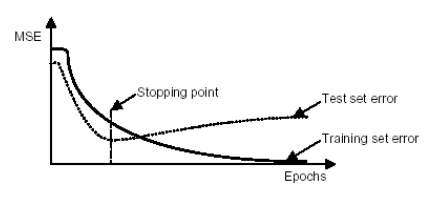 MSE
Stopping point
Test set error
Training set error
Epochs